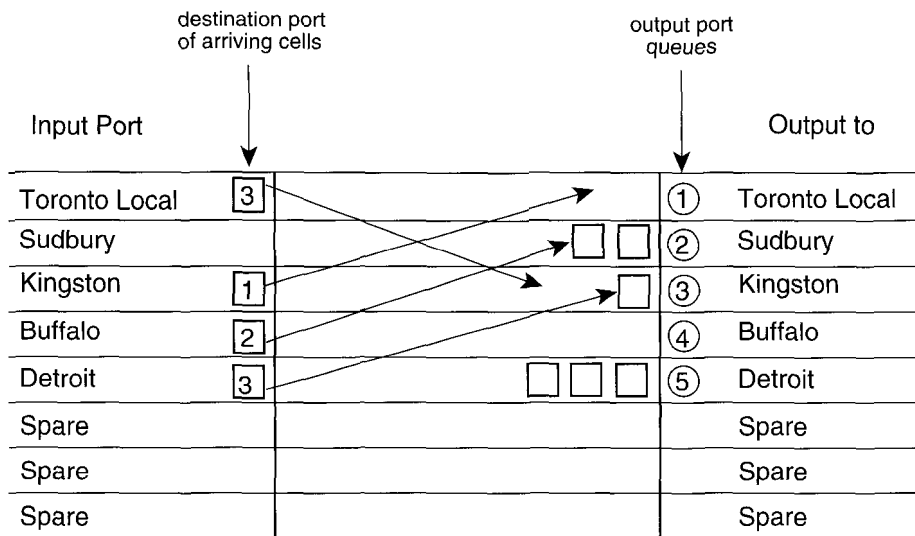 destination port
of arriving cells
output port
queues
Input Port
Output to
Toronto Local 3 1 Toronto Local
Sudbury 2 Sudbury
Kingston 1 3 Kingston
Buffalo 2 4 Buffalo
Detroit 3 5 Detroit
Spare Spare
Spare Spare
Spare Spare